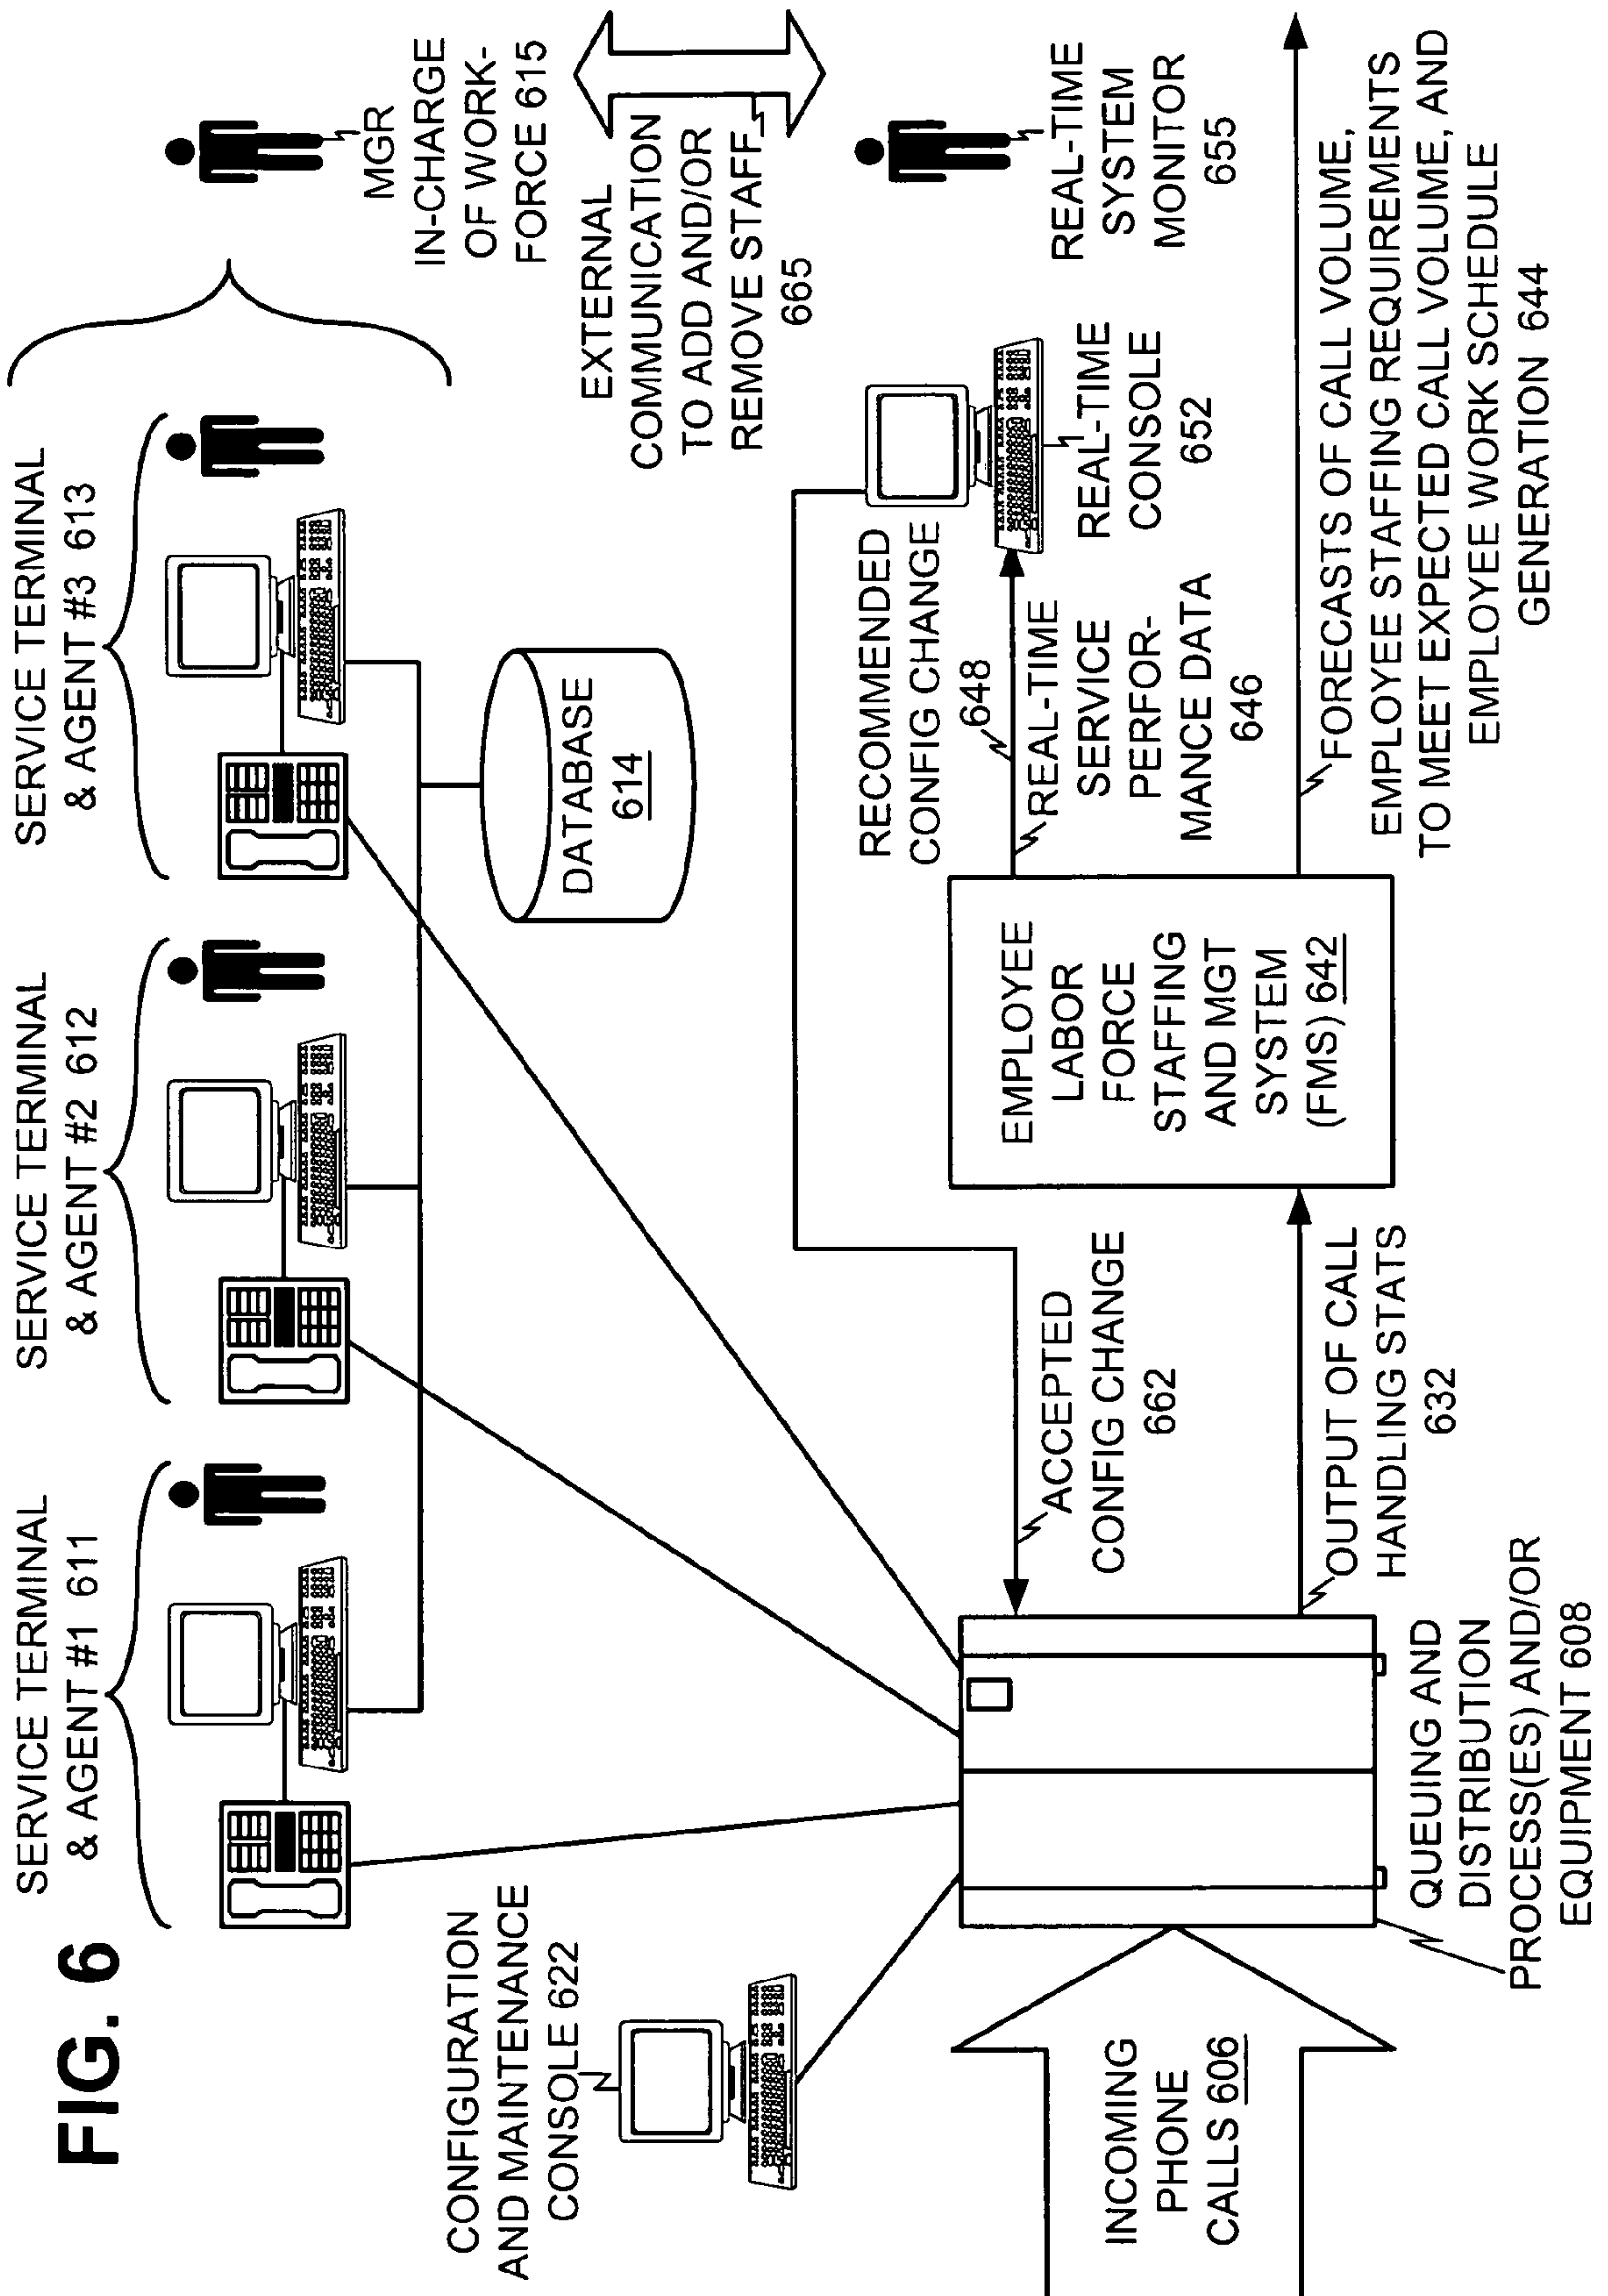 FIG. 6
SERVICE TERMINAL
& AGENT #1 611
SERVICE TERMINAL
& AGENT #2 612
SERVICE TERMINAL
& AGENT #3 613
MGR
IN-CHARGE
OF WORK-
FORCE 615
CONFIGURATION
AND MAINTENANCE
CONSOLE 622
DATABASE
614
EXTERNAL
COMMUNICATION
TO ADD AND/OR
REMOVE STAFF
665
RECOMMENDED
CONFIG CHANGE
648
REAL-TIME
SERVICE
PERFOR-
MANCE DATA
646
REAL-TIME
CONSOLE
652
REAL-TIME
SYSTEM
MONITOR
655
INCOMING
PHONE
CALLS 606
ACCEPTED
CONFIG CHANGE
662
EMPLOYEE
LABOR
FORCE
STAFFING
AND MGT
SYSTEM
(FMS) 642
OUTPUT OF CALL
HANDLING STATS
632
FORECASTS OF CALL VOLUME,
EMPLOYEE STAFFING REQUIREMENTS
TO MEET EXPECTED CALL VOLUME, AND
EMPLOYEE WORK SCHEDULE
GENERATION 644
QUEUING AND
DISTRIBUTION
PROCESS(ES) AND/OR
EQUIPMENT 608